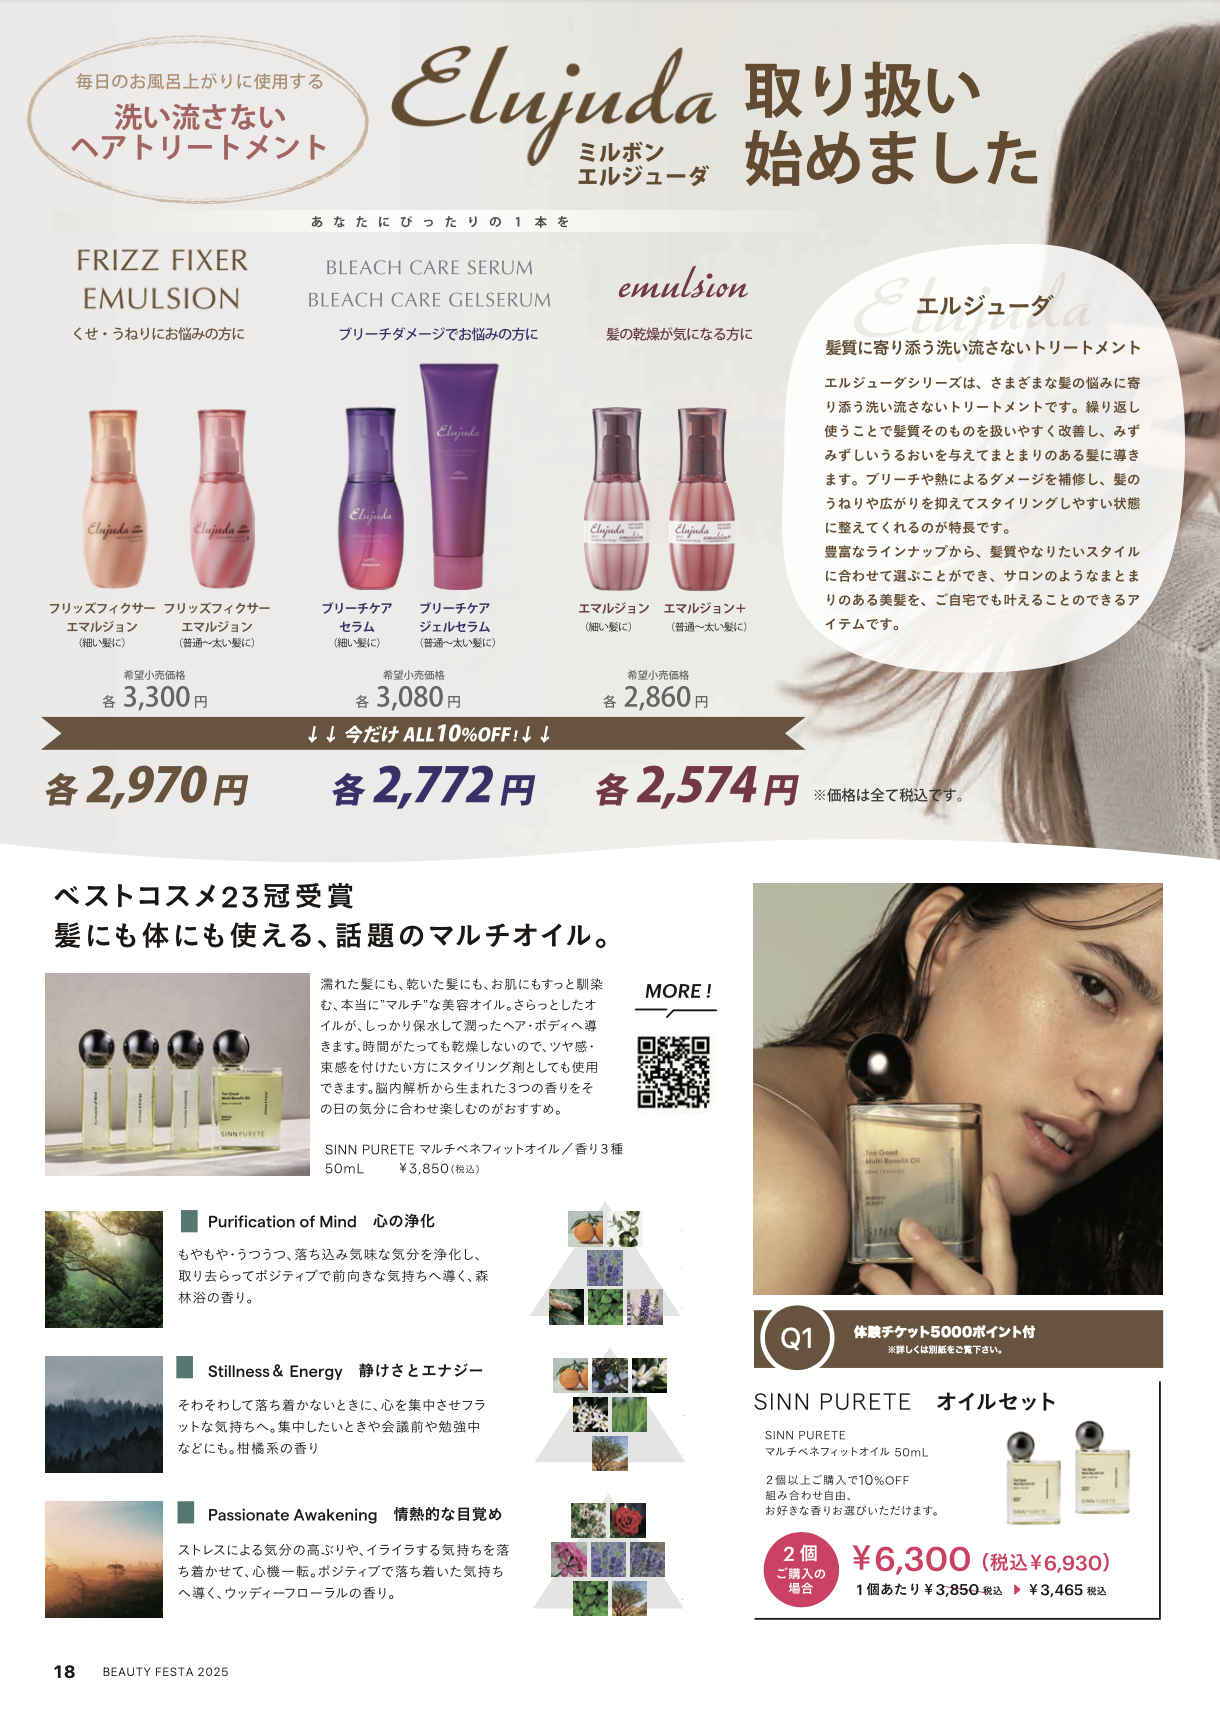 毎日のお風呂上がりに使用する
洗い流さない
ヘアトリートメント
Elujuda
ミルボン
エルジューダ
取り扱い
始めました
あなたにぴったりの1本を
FRIZZ FIXER
EMULSION
くせ・うねりにお悩みの方に
BLEACH CARE SERUM
BLEACH CARE GELSERUM
ブリーチダメージでお悩みの方に
emulsion
髪の乾燥が気になる方に
Elujuda
Elujuda
Elujuda
Elujuda
Elujuda
emulsion
Elujuda
emulsion+
フリッズフィクサー
エマルジョン
（細い髪に）
フリッズフィクサー
エマルジョン
（普通〜太い髪に）
ブリーチケア
セラム
（細い髪に）
ブリーチケア
ジェルセラム
（普通〜太い髪に）
エマルジョン
（細い髪に）
エマルジョン＋
（普通〜太い髪に）
希望小売価格
各 3,300 円
希望小売価格
各 3,080 円
希望小売価格
各 2,860 円
↓↓今だけ ALL10%OFF!↓↓
各 2,970 円
各 2,772 円
各 2,574 円
※価格は全て税込です。
Elujuda
エルジューダ
髪質に寄り添う洗い流さないトリートメント
エルジューダシリーズは、さまざまな髪の悩みに寄
り添う洗い流さないトリートメントです。繰り返し
使うことで髪質そのものを扱いやすく改善し、みず
みずしいうるおいを与えてまとまりのある髪に導き
ます。ブリーチや熱によるダメージを補修し、髪の
うねりや広がりを抑えてスタイリングしやすい状態
に整えてくれるのが特長です。
豊富なラインナップから、髪質やなりたいスタイル
に合わせて選ぶことができ、サロンのようなまとま
りのある美髪を、ご自宅でも叶えることのできるア
イテムです。
ベストコスメ23冠受賞
髪にも体にも使える、話題のマルチオイル。
濡れた髪にも、乾いた髪にも、お肌にもすっと馴染
む、本当に”マルチ”な美容オイル。さらっとしたオ
イルが、しっかり保水して潤ったヘア・ボディへ導
きます。時間がたっても乾燥しないので、ツヤ感・
束感を付けたい方にスタイリング剤としても使用
できます。脳内解析から生まれた３つの香りをそ
の日の気分に合わせ楽しむのがおすすめ。
SINN PURETE マルチベネフィットオイル／香り３種
50mL　￥3,850（税込）
MORE !
Too Good
Multi-Benefit Oil
SINN PURETE
Too Good
Multi-Benefit Oil
SINN PURETE
Purification of Mind　心の浄化
もやもや・うつうつ、落ち込み気味な気分を浄化し、
取り去らってポジティブで前向きな気持ちへ導く、森
林浴の香り。
Stillness＆ Energy　静けさとエナジー
そわそわして落ち着かないときに、心を集中させフラ
ットな気持ちへ。集中したいときや会議前や勉強中
などにも。柑橘系の香り
Passionate Awakening　情熱的な目覚め
ストレスによる気分の高ぶりや、イライラする気持ちを落
ち着かせて、心機一転。ポジティブで落ち着いた気持ち
へ導く、ウッディーフローラルの香り。
Q1
体験チケット5000ポイント付
※詳しくは別紙をご覧下さい。
SINN PURETE　オイルセット
SINN PURETE
マルチベネフィットオイル 50mL
２個以上ご購入で10%OFF
組み合わせ自由、
お好きな香りお選びいただけます。
SINN PURETE
SINN PURETE
２個
ご購入の
場合
￥6,300（税込￥6,930）
１個あたり￥3,850 税込 ▶ ￥3,465 税込
18　BEAUTY FESTA 2025